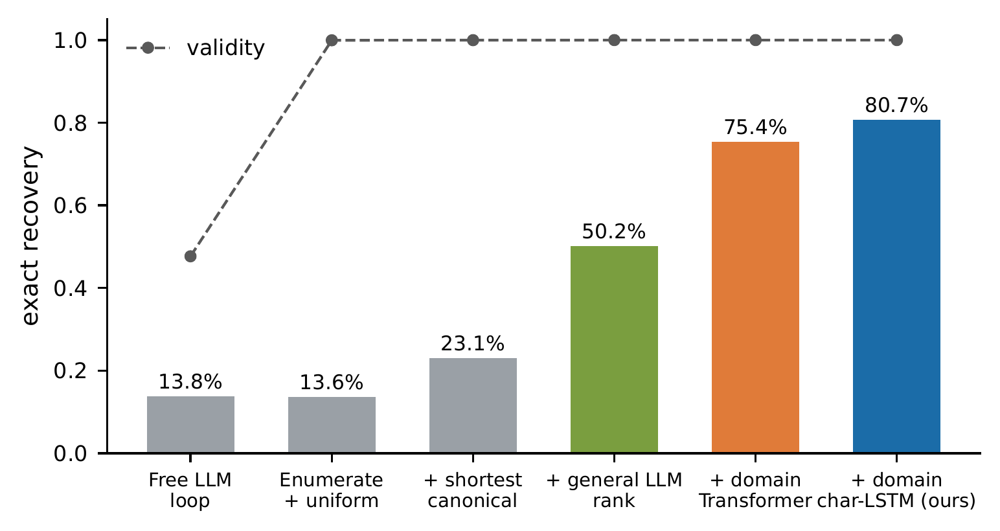 validity
exact recovery
1.0
0.8
0.6
0.4
0.2
0.0
13.8%
13.6%
23.1%
50.2%
75.4%
80.7%
Free LLM
loop
Enumerate
+ uniform
+ shortest
canonical
+ general LLM
rank
+ domain
Transformer
+ domain
char-LSTM (ours)